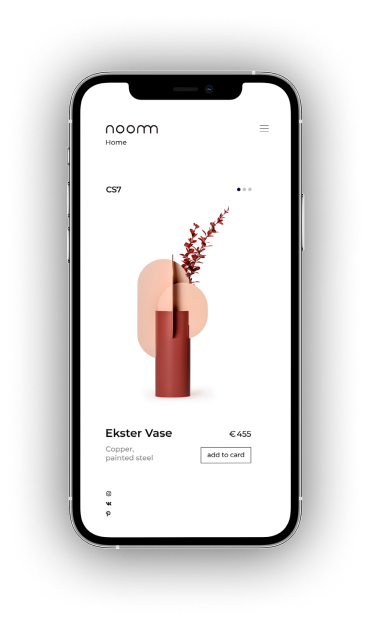 noom
Home
CS7
Ekster Vase
€455
Copper,
painted steel
add to card